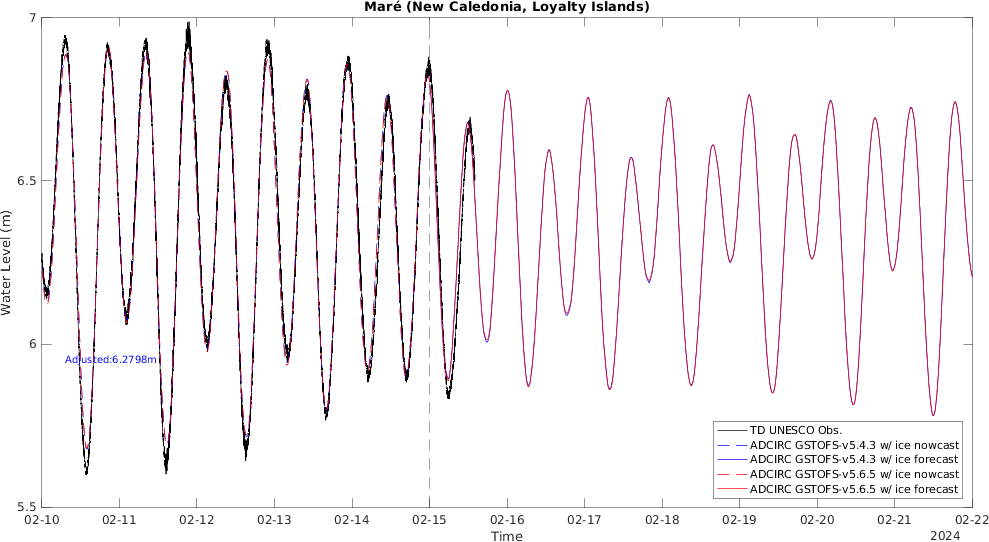 Maré (New Caledonia, Loyalty Islands)
7
6.5
6
5.5
Water Level (m)
Adjusted:6.2798m
TD UNESCO Obs.
ADCIRC GSTOFS-v5.4.3 w/ ice nowcast
ADCIRC GSTOFS-v5.4.3 w/ ice forecast
ADCIRC GSTOFS-v5.6.5 w/ ice nowcast
ADCIRC GSTOFS-v5.6.5 w/ ice forecast
02-10 02-11 02-12 02-13 02-14 02-15 02-16 02-17 02-18 02-19 02-20 02-21 02-22
Time
2024